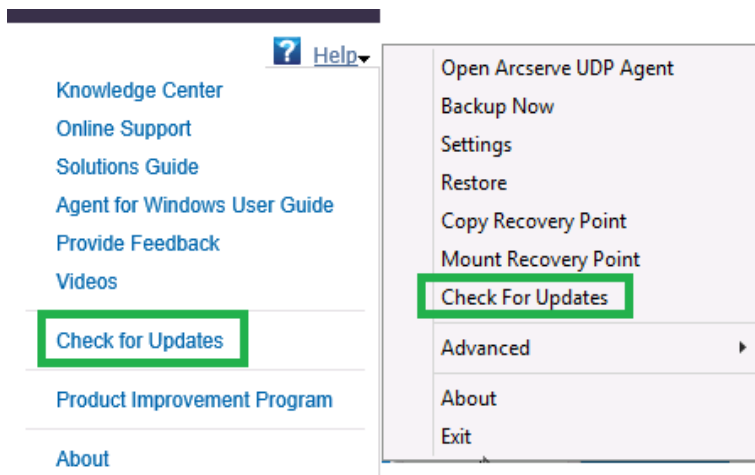 ? Help
Knowledge Center
Online Support
Solutions Guide
Agent for Windows User Guide
Provide Feedback
Videos
Check for Updates
Product Improvement Program
About
Open Arcserve UDP Agent
Backup Now
Settings
Restore
Copy Recovery Point
Mount Recovery Point
Check For Updates
Advanced
About
Exit